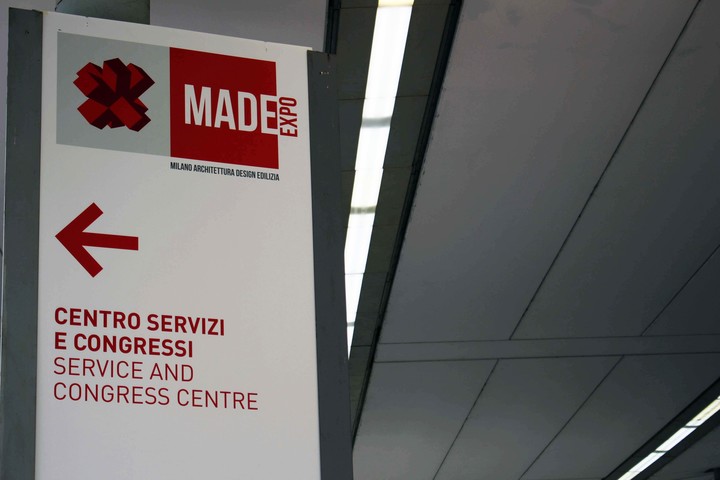 MADE
EXPO
MILANO ARCHITETTURA DESIGN EDILIZIA
CENTRO SERVIZI
E CONGRESSI
SERVICE AND
CONGRESS CENTRE